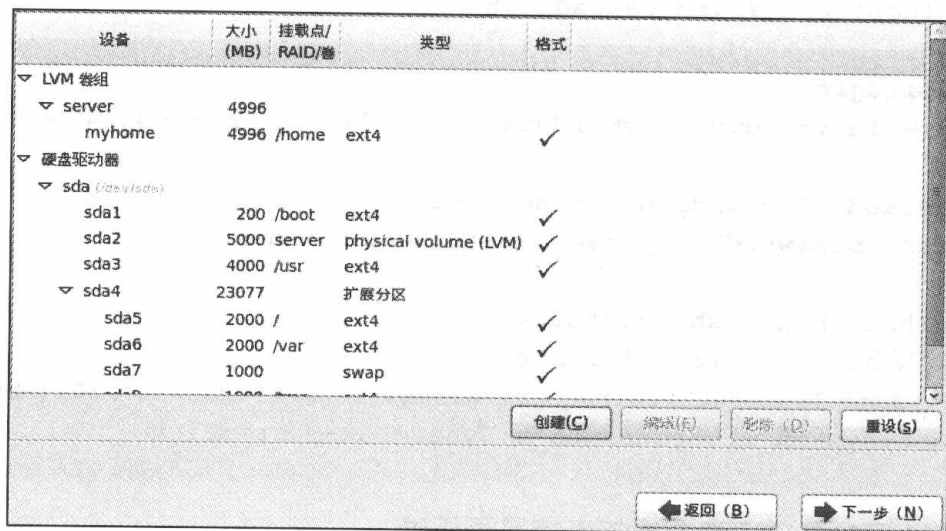 设备 大小 (MB) 挂载点/ RAID/卷 类型 格式
LVM 卷组
server 4996
myhome 4996 /home ext4
硬盘驱动器
sda (/dev/sda)
sda1 200 /boot ext4
sda2 5000 server physical volume (LVM)
sda3 4000 /usr ext4
sda4 23077 扩展分区
sda5 2000 / ext4
sda6 2000 /var ext4
sda7 1000 swap
创建(C) 编辑(E) 删除 (D) 重设(s)
返回 (B) 下一步 (N)